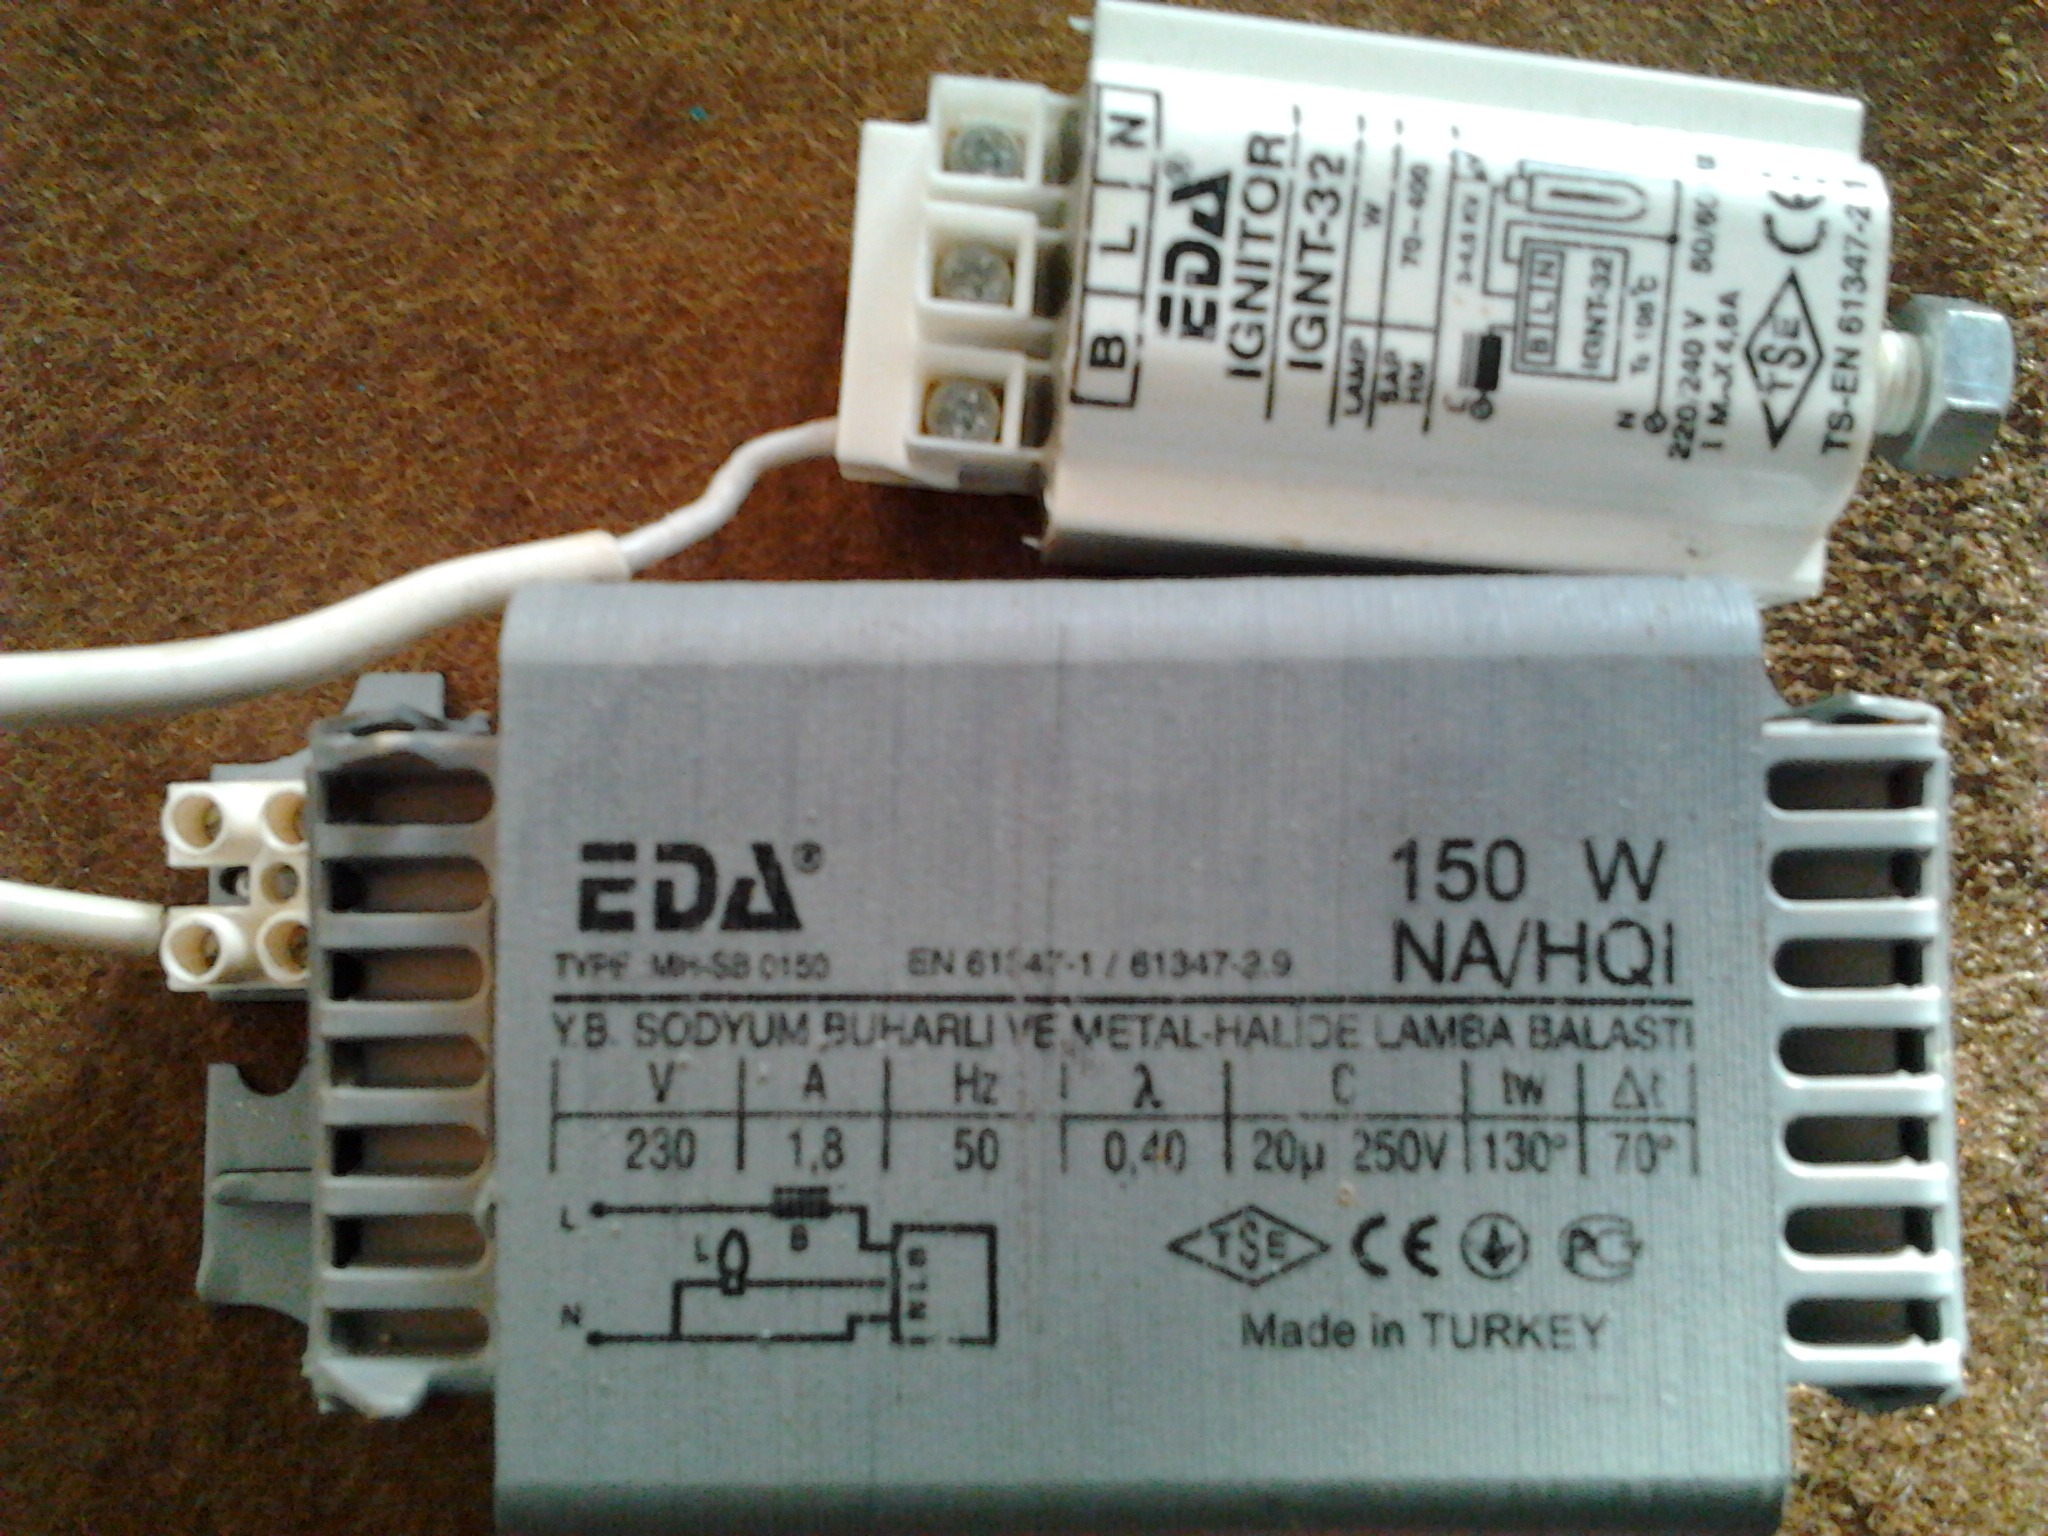 B L N
EDA®
IGNITOR
IGNT-32
LAMP W
SAP
HM 70-400
BLN
IGNT-32
N
220/240 V 50/60
TSE CE
TS-EN 61347-2 1
EDA®
150 W
NA/HQI
TYPE MH-SB 0150 EN 61347-1 / 61347-2.9
Y.B. SODYUM BUHARLI VE METAL-HALIDE LAMBA BALASTI
V A Hz λ C tw Δt
230 1,8 50 0,40 20µ 250V 130° 70°
L
B
L
N
B
L
N
TSE CE
Made in TURKEY